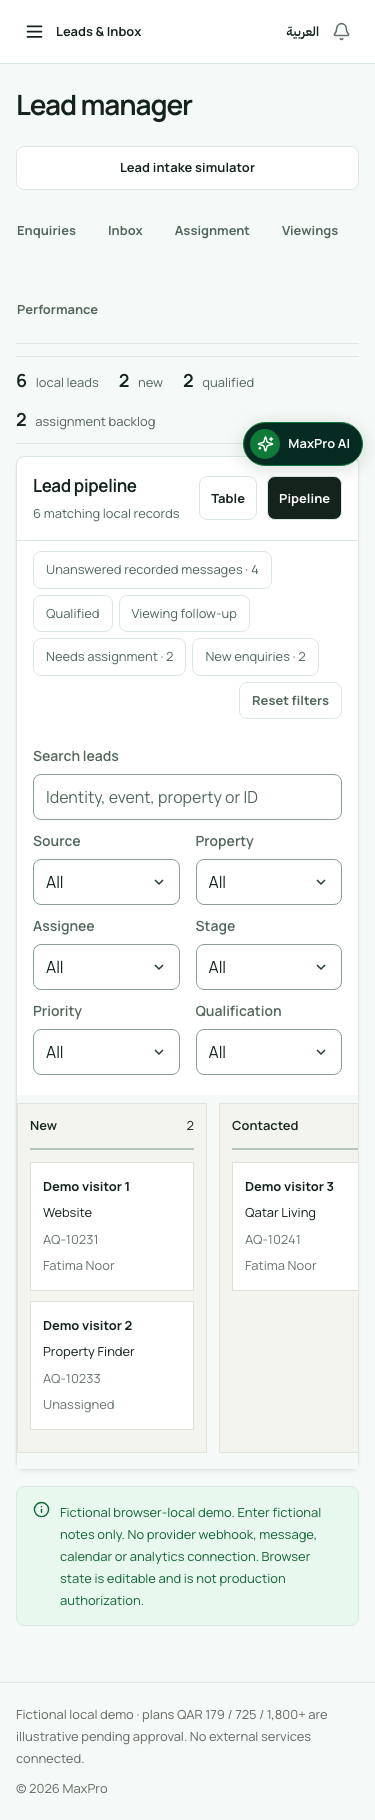 Leads & Inbox
العربية
Lead manager
Lead intake simulator
Enquiries Inbox Assignment Viewings
Performance
6 local leads 2 new 2 qualified
2 assignment backlog
MaxPro AI
Lead pipeline
6 matching local records
Table
Pipeline
Unanswered recorded messages · 4
Qualified
Viewing follow-up
Needs assignment · 2
New enquiries · 2
Reset filters
Search leads
Identity, event, property or ID
Source Property
All All
Assignee Stage
All All
Priority Qualification
All All
New 2
Demo visitor 1
Website
AQ-10231
Fatima Noor
Demo visitor 2
Property Finder
AQ-10233
Unassigned
Contacted
Demo visitor 3
Qatar Living
AQ-10241
Fatima Noor
Fictional browser-local demo. Enter fictional
notes only. No provider webhook, message,
calendar or analytics connection. Browser
state is editable and is not production
authorization.
Fictional local demo · plans QAR 179 / 725 / 1,800+ are
illustrative pending approval. No external services
connected.
© 2026 MaxPro